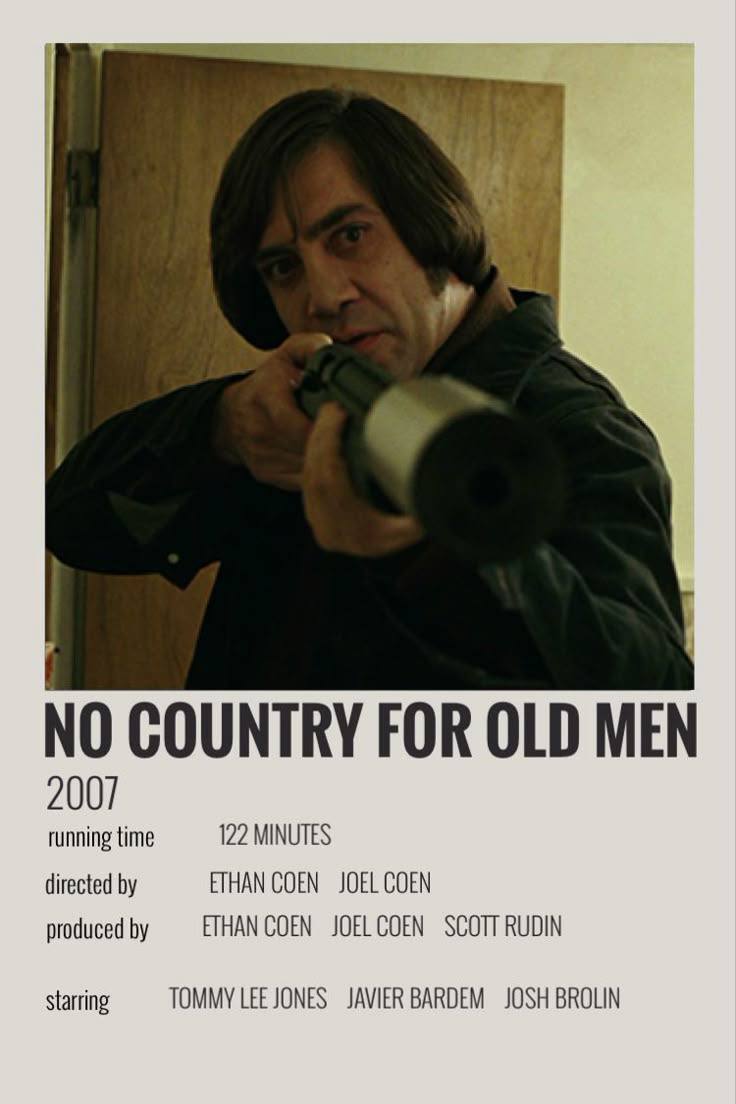 NO COUNTRY FOR OLD MEN
2007
running time 122 MINUTES
directed by ETHAN COEN JOEL COEN
produced by ETHAN COEN JOEL COEN SCOTT RUDIN
starring TOMMY LEE JONES JAVIER BARDEM JOSH BROLIN